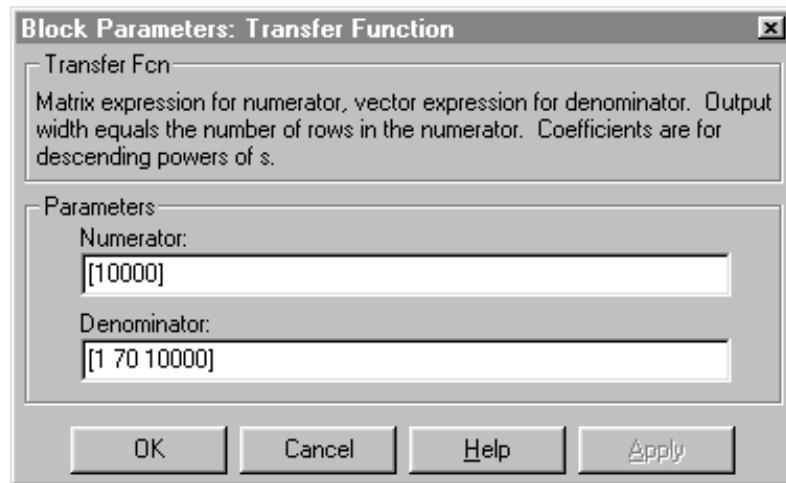 Block Parameters: Transfer Function
Transfer Fcn
Matrix expression for numerator, vector expression for denominator.  Output
width equals the number of rows in the numerator.  Coefficients are for
descending powers of s.
Parameters
Numerator:
[10000]
Denominator:
[1 70 10000]
OK
Cancel
Help
Apply